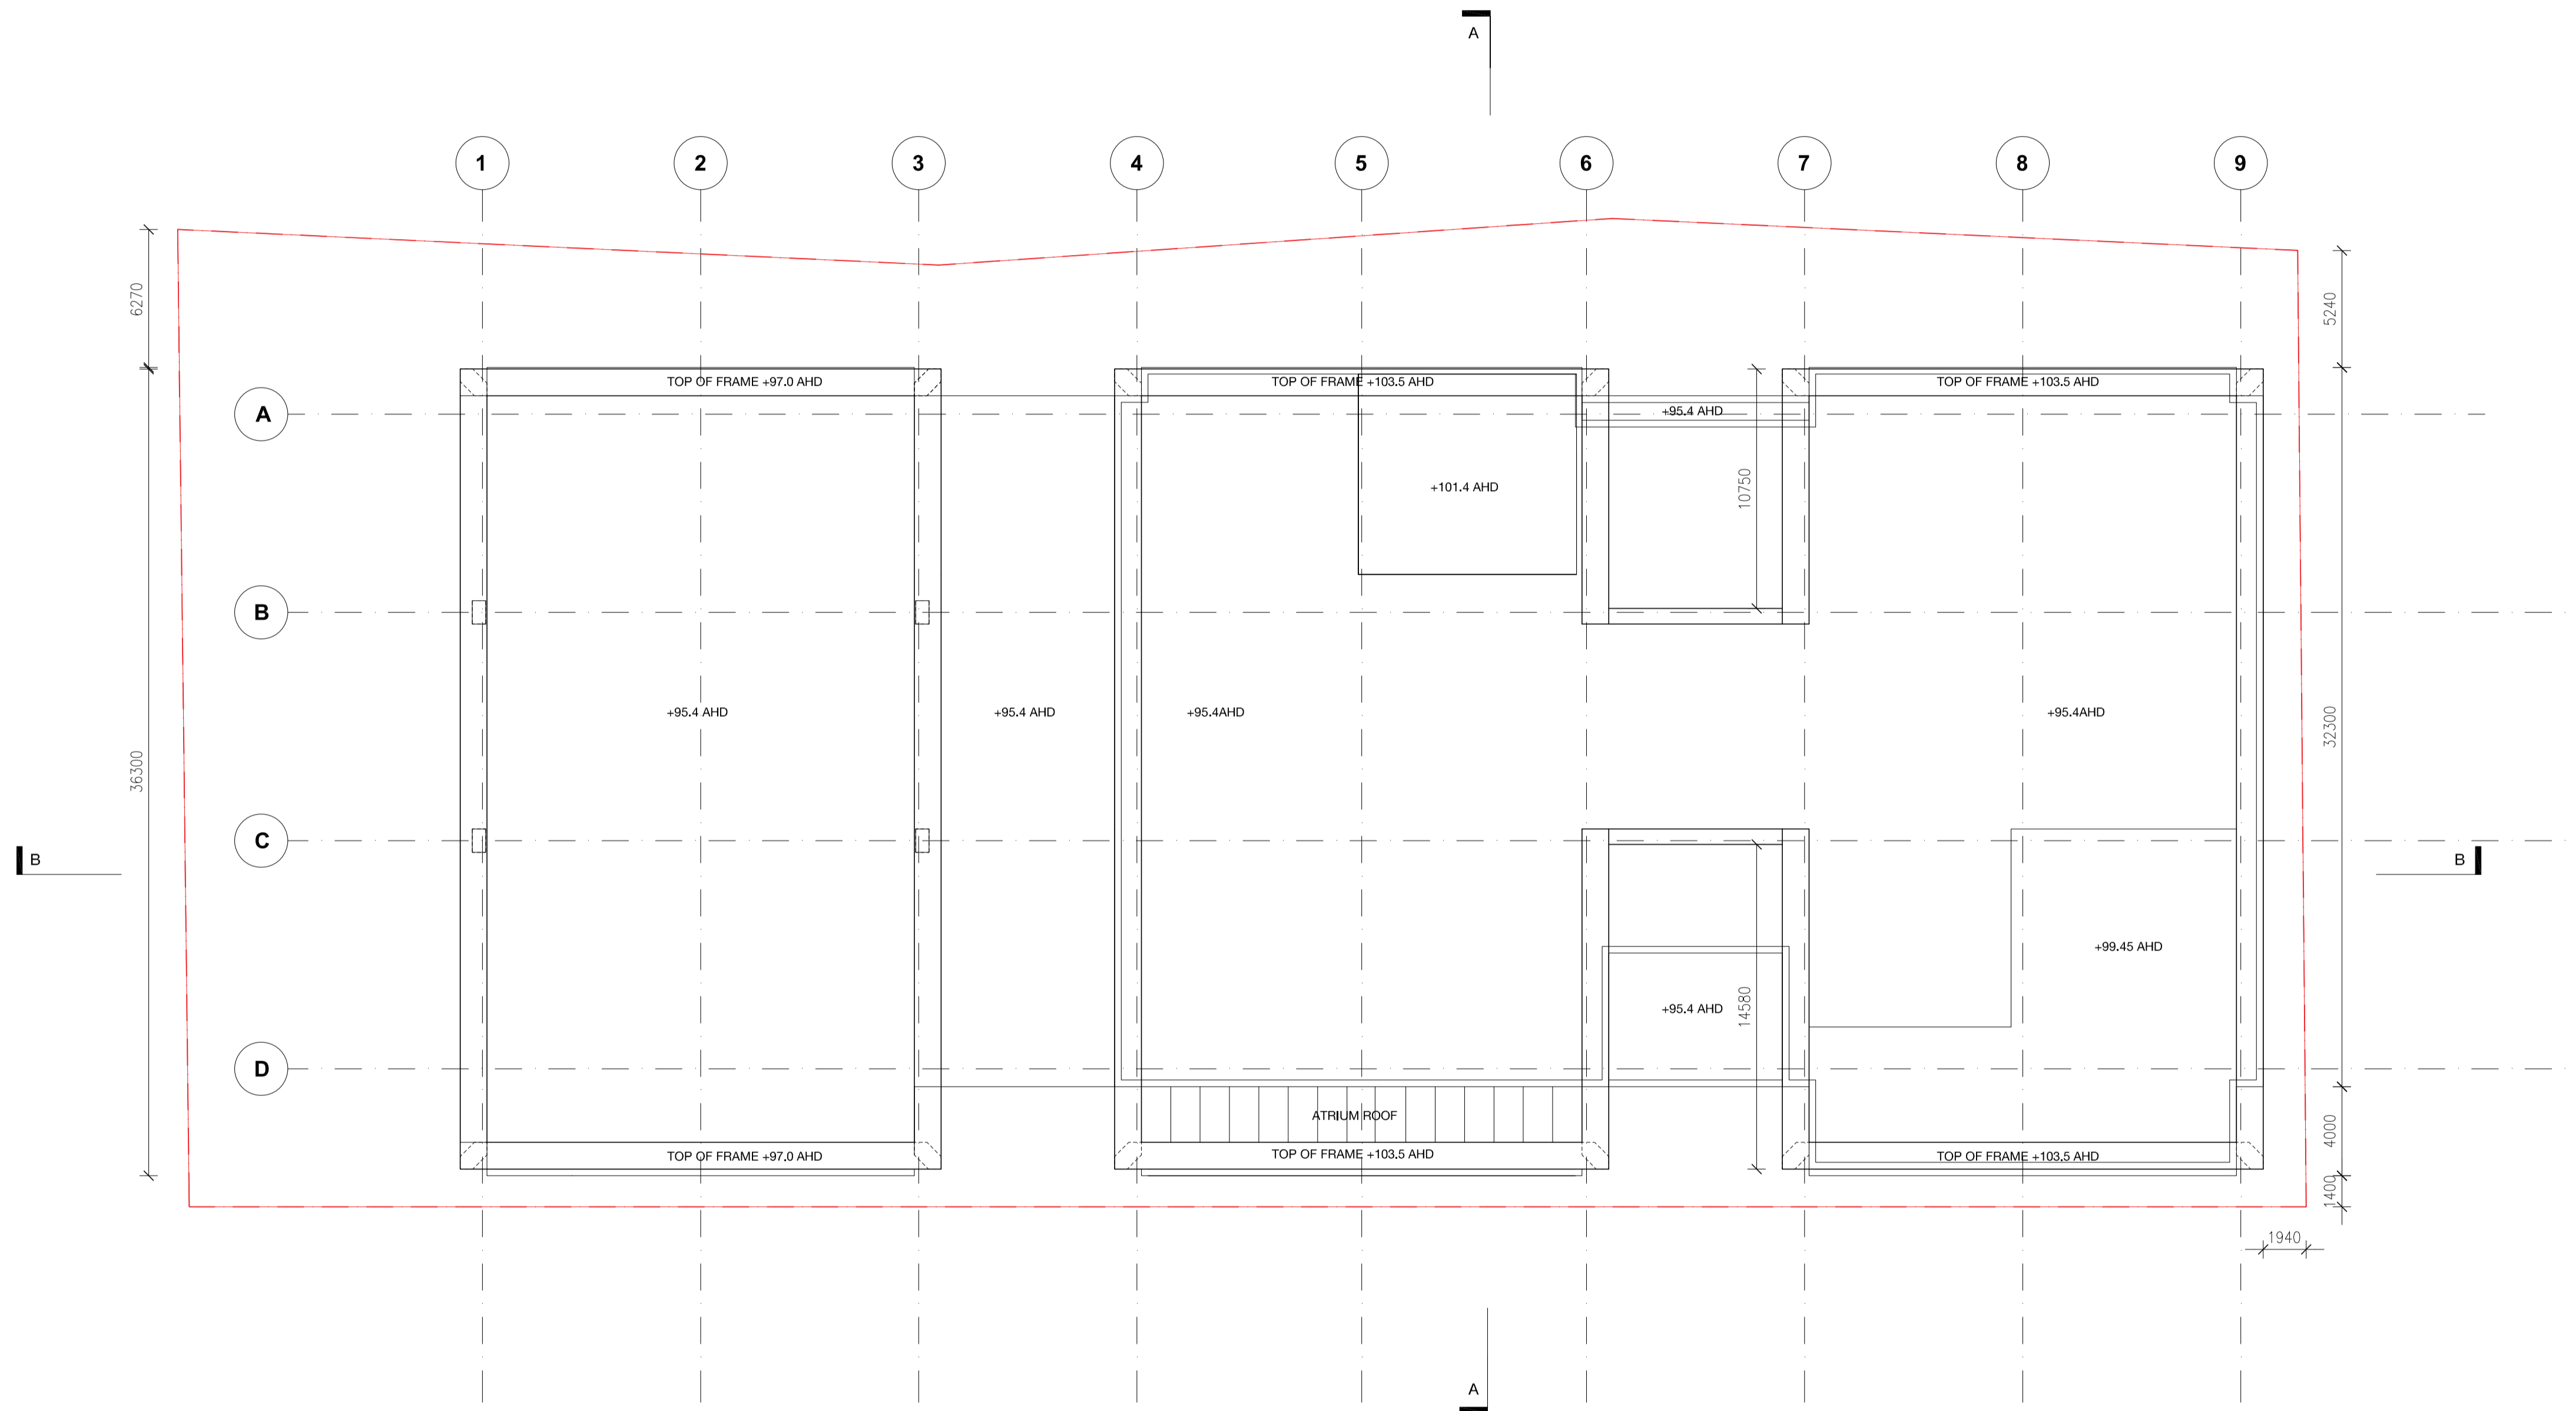 A
1 2 3 4 5 6 7 8 9
6270
5240
TOP OF FRAME +97.0 AHD
TOP OF FRAME +103.5 AHD
TOP OF FRAME +103.5 AHD
A
+95.4 AHD
+101.4 AHD
10750
B
+95.4 AHD
+95.4 AHD
+95.4AHD
+95.4AHD
32300
36300
C
B
B
+99.45 AHD
+95.4 AHD
14580
D
ATRIUM ROOF
4000
TOP OF FRAME +97.0 AHD
TOP OF FRAME +103.5 AHD
TOP OF FRAME +103.5 AHD
1400
1940
A